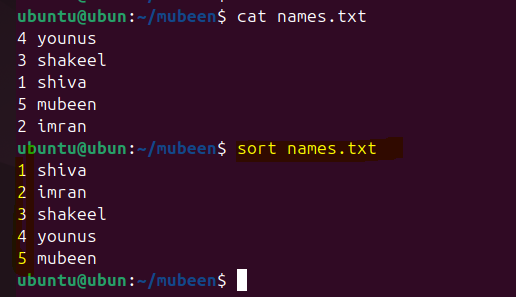 ubuntu@ubun:~/mubeen$ cat names.txt
4 younus
3 shakeel
1 shiva
5 mubeen
2 imran
ubuntu@ubun:~/mubeen$ sort names.txt
1 shiva
2 imran
3 shakeel
4 younus
5 mubeen
ubuntu@ubun:~/mubeen$